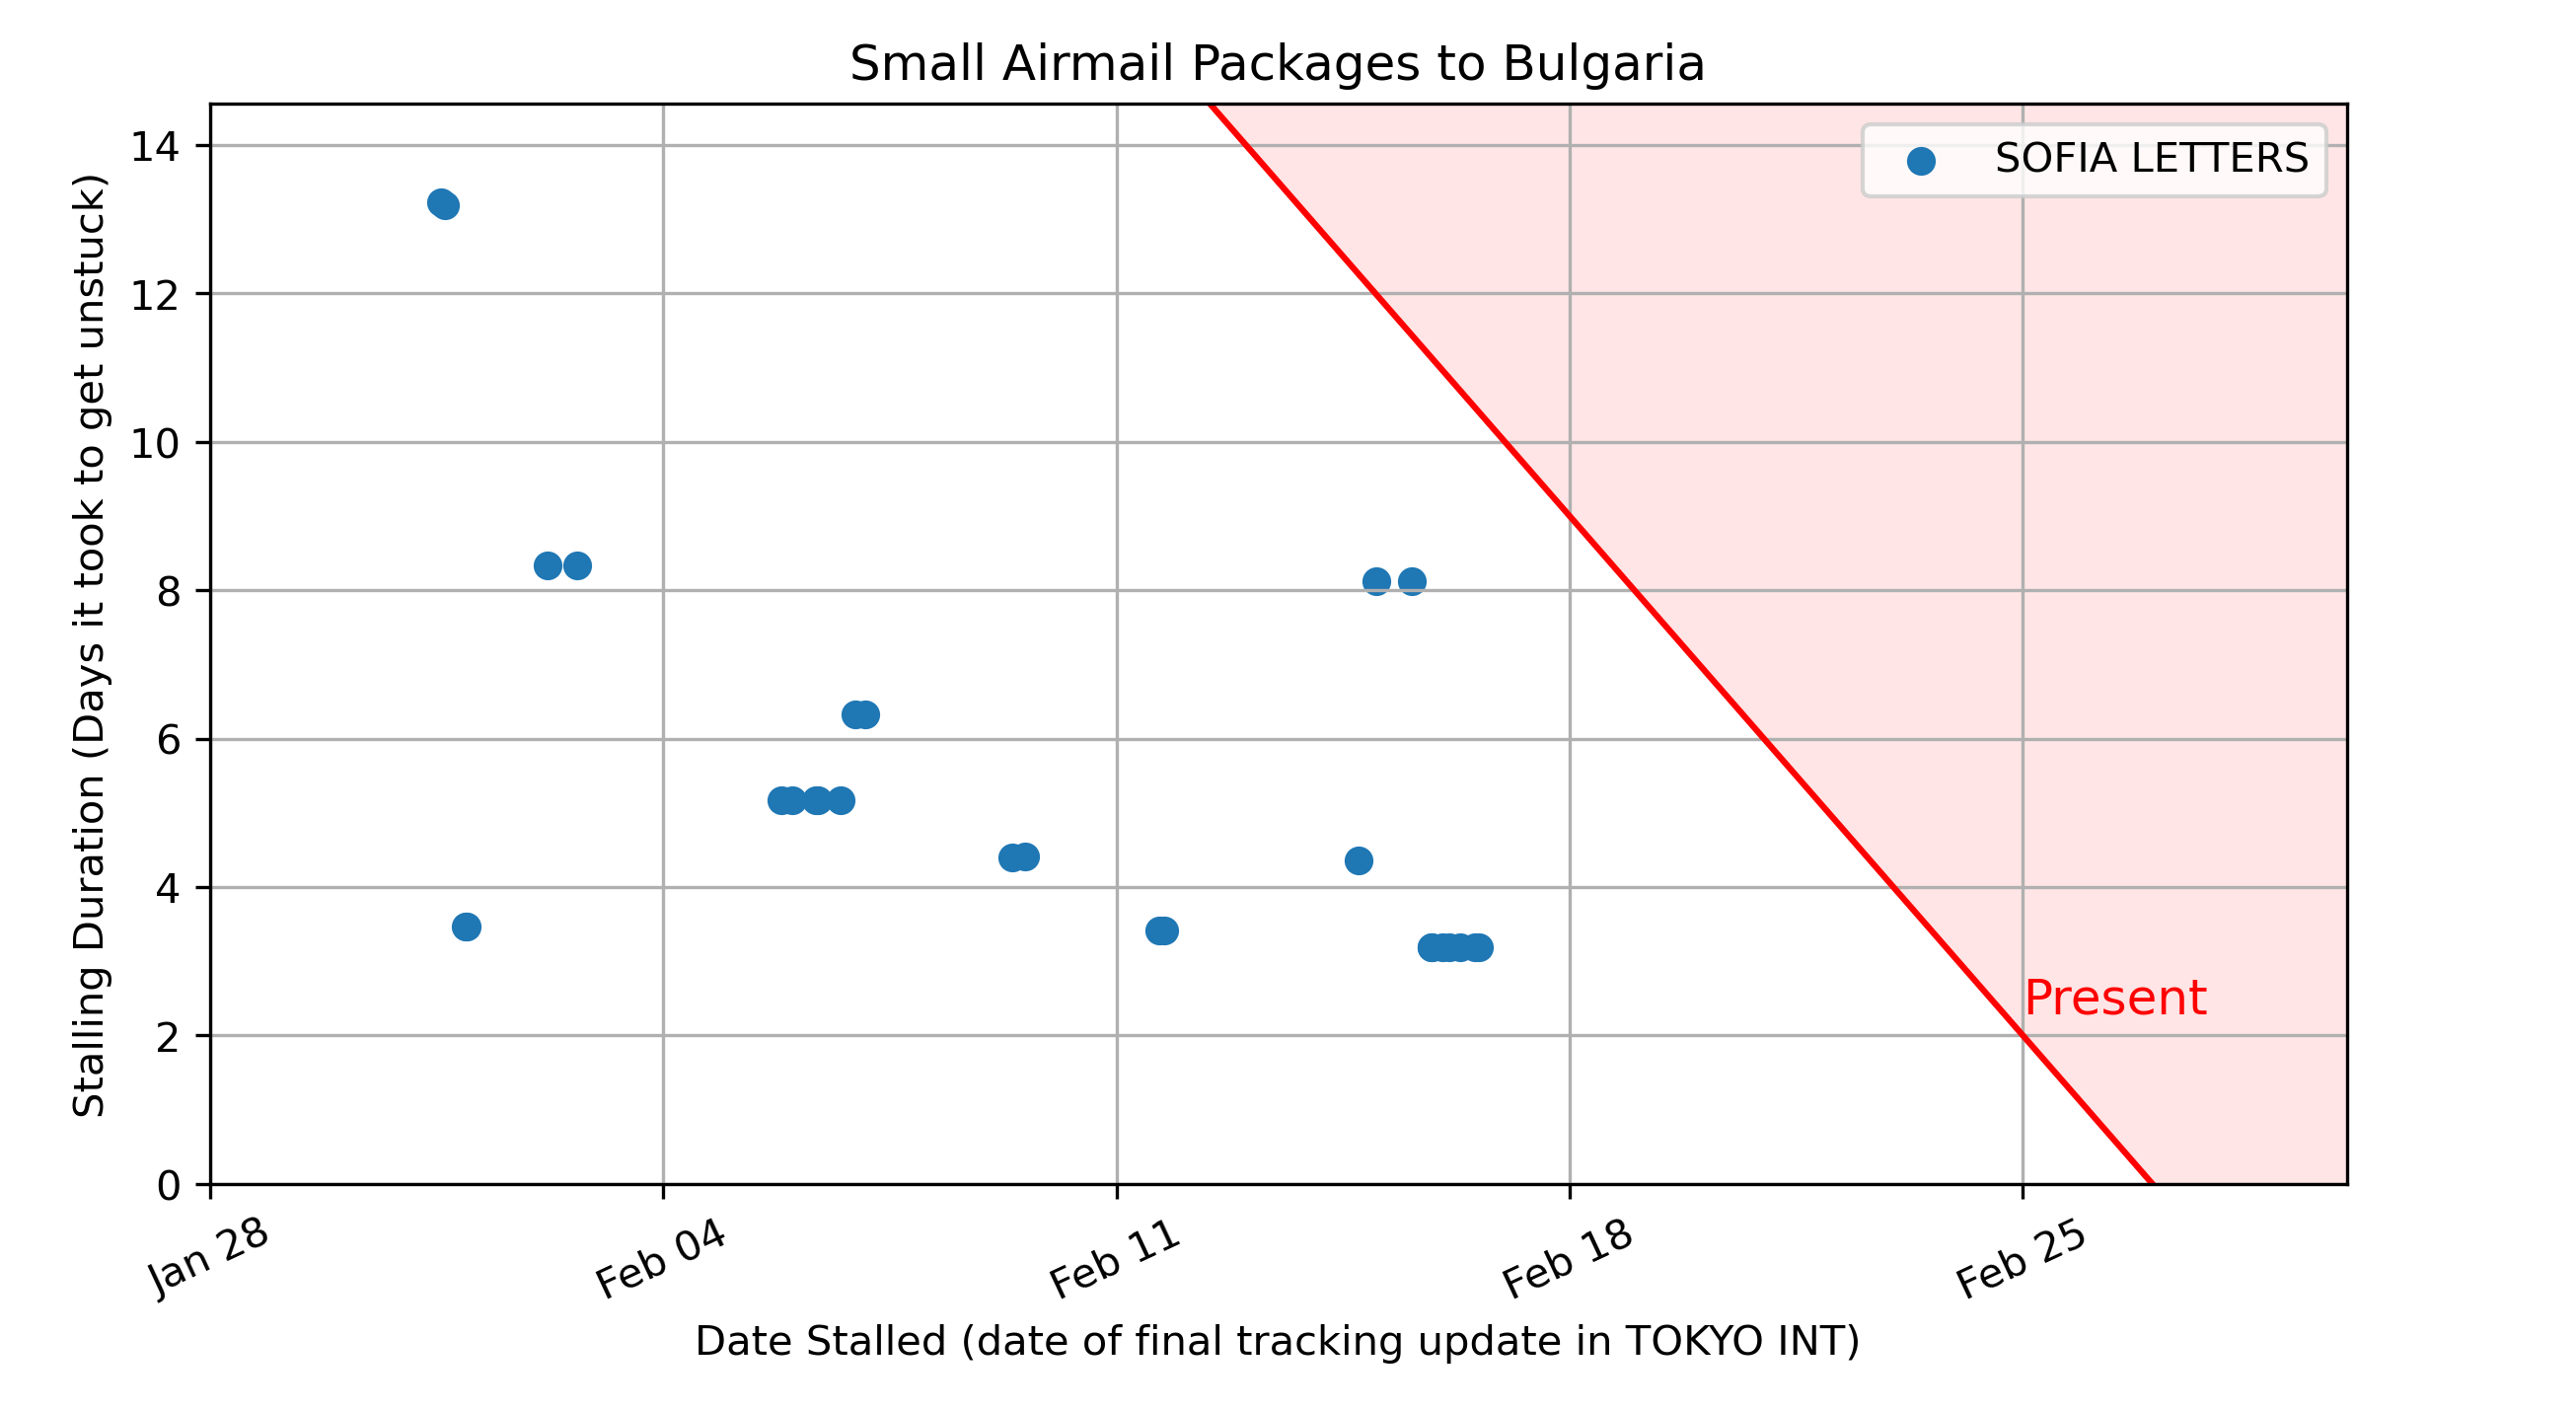 Small Airmail Packages to Bulgaria
SOFIA LETTERS
14
12
10
8
6
4
2
0
Stalling Duration (Days it took to get unstuck)
Present
Jan 28
Feb 04
Feb 11
Feb 18
Feb 25
Date Stalled (date of final tracking update in TOKYO INT)